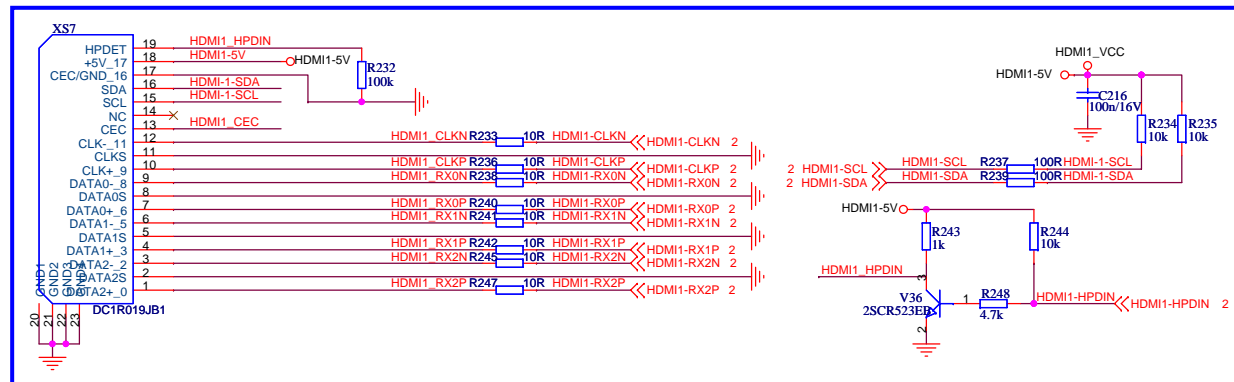 XS7
HPDET 19 HDMI1_HPDIN
+5V_17 18 HDMI1-5V HDMI1-5V
CEC/GND_16 17
SDA 16 HDMI-1-SDA
SCL 15 HDMI-1-SCL
NC 14
CEC 13 HDMI1_CEC
CLK-_11 12 HDMI1_CLKN R233 10R HDMI1-CLKN HDMI1-CLKN 2
CLKS 11
CLK+_9 10 HDMI1_CLKP R236 10R HDMI1-CLKP HDMI1-CLKP 2
DATA0-_8 9 HDMI1_RX0N R238 10R HDMI1-RX0N HDMI1-RX0N 2
DATA0S 8
DATA0+_6 7 HDMI1_RX0P R240 10R HDMI1-RX0P HDMI1-RX0P 2
DATA1-_5 6 HDMI1_RX1N R241 10R HDMI1-RX1N HDMI1-RX1N 2
DATA1S 5
DATA1+_3 4 HDMI1_RX1P R242 10R HDMI1-RX1P HDMI1-RX1P 2
DATA2-_2 3 HDMI1_RX2N R245 10R HDMI1-RX2N HDMI1-RX2N 2
DATA2S 2
DATA2+_0 1 HDMI1_RX2P R247 10R HDMI1-RX2P HDMI1-RX2P 2
GND1
GND2
GND3
GND4
DC1R019JB1
20
21
22
23
R232
100k
HDMI1_VCC
HDMI1-5V
C216
100n/16V
R234
10k
R235
10k
2 HDMI1-SCL HDMI1-SCL R237 100R HDMI-1-SCL
2 HDMI1-SDA HDMI1-SDA R239 100R HDMI-1-SDA
HDMI1-5V
R243
1k
R244
10k
HDMI1_HPDIN
3
V36
2SCR523EB
1
2
R248
4.7k
HDMI1-HPDIN
HDMI1-HPDIN 2